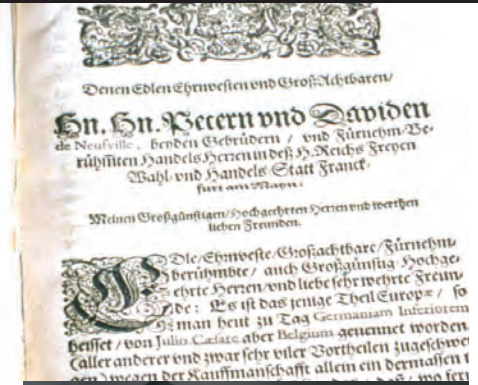 Denen Edlen Ehrnvesten vnd Groß-Achtbaren/
Hn. Hn. Petern vnd Daviden
de Neufville, beyden Gebrüdern / vnd Fürnehm-Be-
rühmten Handels Herren in deß H. Reichs Freyen
Wahl- vnd Handels-Statt Franck-
furt am Mayn.
Meinen Großgünstigen/ Hochgeehrten Herren vnd werthen
lieben Freunden.
EDle/ Ehrnveste/ Großachtbare/ Fürnehm-
berühmbte / auch Großgünstig-Hochge-
ehrte Herren/ vnd liebe sehr wehrte Freun-
de: Es ist das jenige Theil Europæ / so
man heut zu Tag Germaniam Inferiorem
heisset / von Julio Cæsare aber Belgium genennet worden
(aller anderer vnd zwar sehr viler Vortheilen zugeschwei
gen) wegen der Kauffmanschafft allein ein dermassen